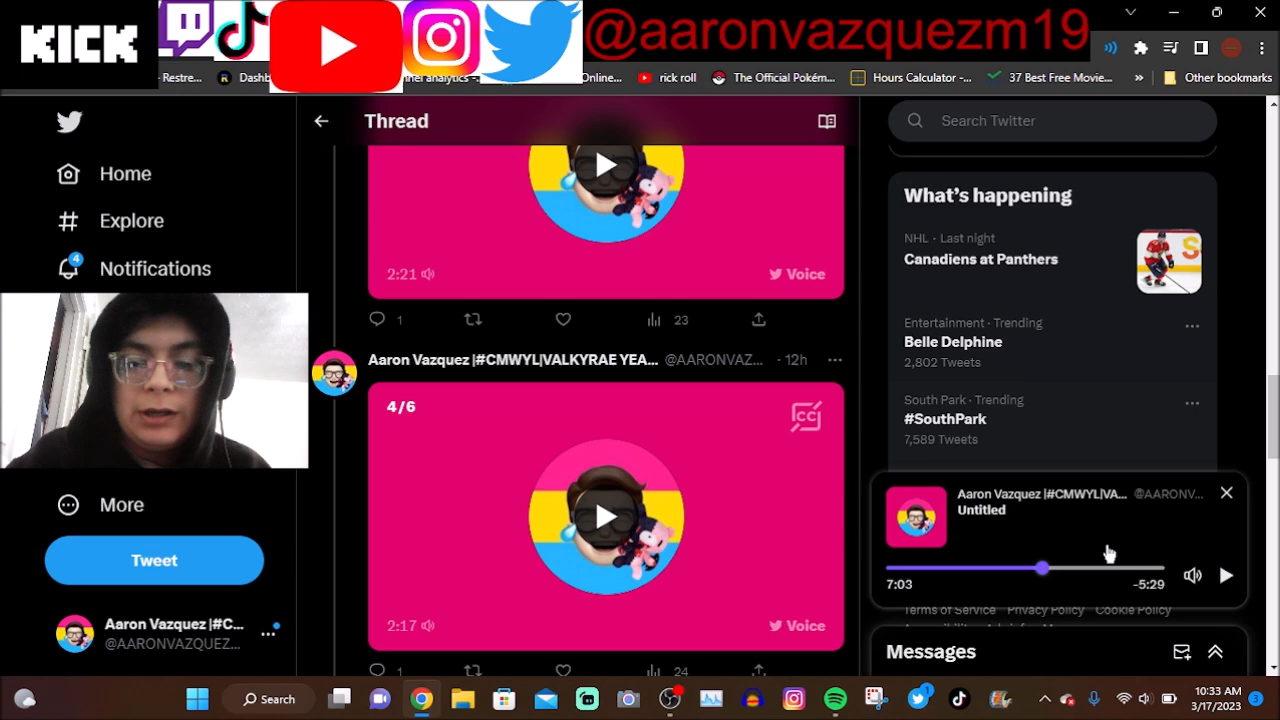 KICK
@aaronvazquezm19
Restre...
Dashb
nel analytics -...
Online...
rick roll
The Official Pokém...
Hours Calculator -...
37 Best Free Movie...
»
Other bookmarks
Thread
Search Twitter
Home
Explore
4
Notifications
More
Tweet
Aaron Vazquez |#C...
@AARONVAZQUEZ...
2:21
Voice
1
23
Aaron Vazquez |#CMWYL|VALKYRAE YEA... @AARONVAZ... · 12h
4/6
CC
2:17
Voice
1
24
What's happening
NHL · Last night
Canadiens at Panthers
Entertainment · Trending
Belle Delphine
2,802 Tweets
South Park · Trending
#SouthPark
7,589 Tweets
Aaron Vazquez |#CMWYL|VA... @AARONV...
Untitled
7:03
-5:29
Terms of Service Privacy Policy Cookie Policy
Messages
Search
1
AM
3/17/2023
3